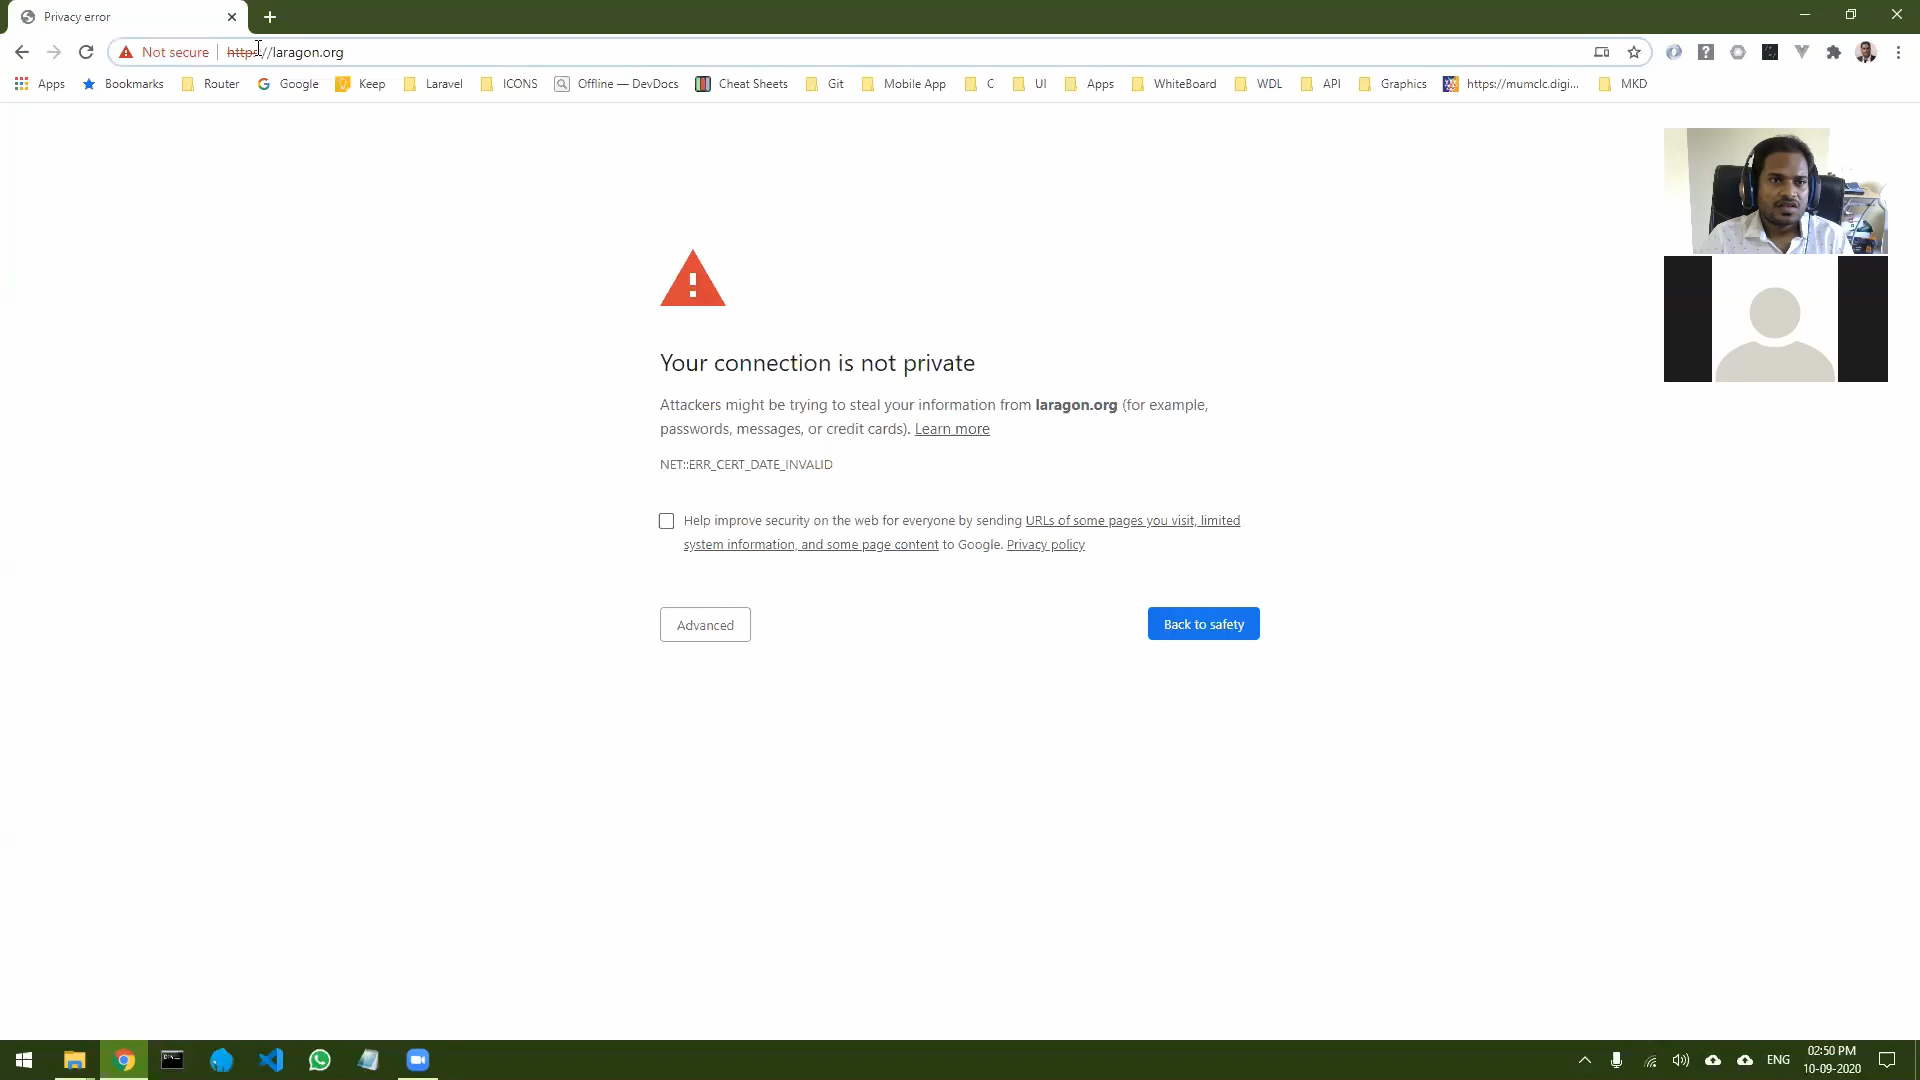 Privacy error
Not secure
https://laragon.org
Apps
Bookmarks
Router
Google
Keep
Laravel
ICONS
Offline — DevDocs
Cheat Sheets
Git
Mobile App
C
UI
Apps
WhiteBoard
WDL
API
Graphics
https://mumclc.digi...
MKD
Your connection is not private
Attackers might be trying to steal your information from laragon.org (for example,
passwords, messages, or credit cards). Learn more
NET::ERR_CERT_DATE_INVALID
Help improve security on the web for everyone by sending URLs of some pages you visit, limited
system information, and some page content to Google. Privacy policy
Advanced
Back to safety
ENG
02:50 PM
10-09-2020